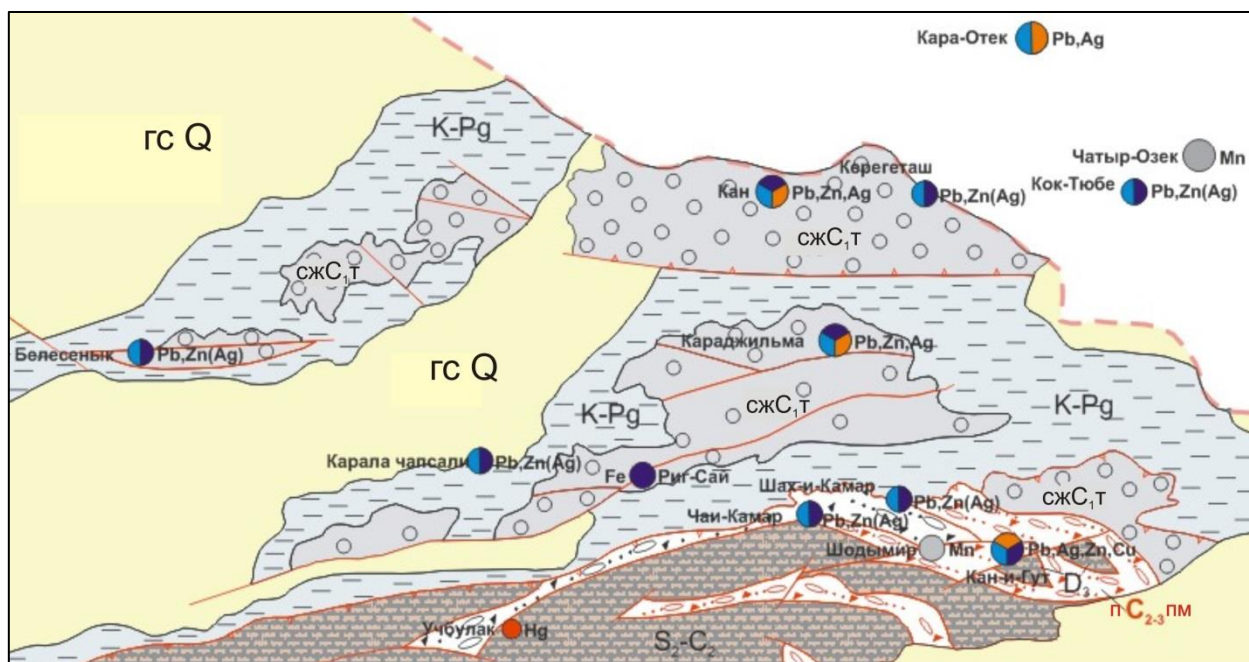 Кара-Отек Pb,Ag
гс Q
K-Pg
Чатыр-Озек Mn
Керегеташ
Кан Pb,Zn,Ag
Pb,Zn(Ag)
Кок-Тюбе Pb,Zn(Ag)
сжC₁т
сжC₁т
Белесенык Pb,Zn(Ag)
Караджильма Pb,Zn,Ag
гс Q
сжC₁т
K-Pg
K-Pg
Карала чапсали Pb,Zn(Ag)
Fe Риг-Сай
Шах-и-Камар Pb,Zn(Ag)
сжC₁т
Чаи-Камар Pb,Zn(Ag)
Шодымир Mn
Pb,Ag,Zn,Cu
Кан-и-Гут D₃
п C₂₋₃пм
Учбулак Hg
S₂-C₂